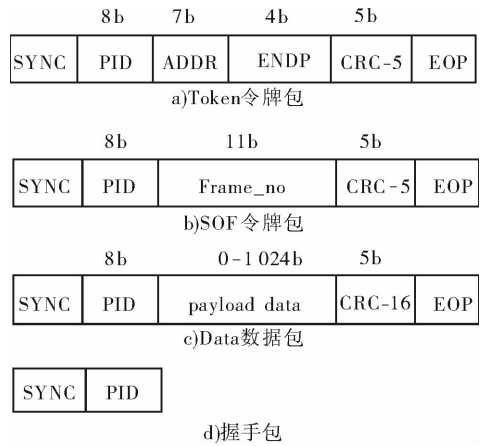 8b 7b 4b 5b
SYNC PID ADDR ENDP CRC-5 EOP
a)Token令牌包
8b 11b 5b
SYNC PID Frame_no CRC-5 EOP
b)SOF令牌包
8b 0-1 024b 5b
SYNC PID payload data CRC-16 EOP
c)Data数据包
SYNC PID
d)握手包